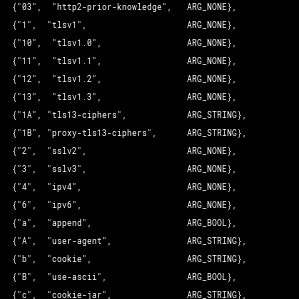 {"03", "http2-prior-knowledge", ARG_NONE},
{"1", "tlsv1", ARG_NONE},
{"10", "tlsv1.0", ARG_NONE},
{"11", "tlsv1.1", ARG_NONE},
{"12", "tlsv1.2", ARG_NONE},
{"13", "tlsv1.3", ARG_NONE},
{"1A", "tls13-ciphers", ARG_STRING},
{"1B", "proxy-tls13-ciphers", ARG_STRING},
{"2", "sslv2", ARG_NONE},
{"3", "sslv3", ARG_NONE},
{"4", "ipv4", ARG_NONE},
{"6", "ipv6", ARG_NONE},
{"a", "append", ARG_BOOL},
{"A", "user-agent", ARG_STRING},
{"b", "cookie", ARG_STRING},
{"B", "use-ascii", ARG_BOOL},
{"c", "cookie-jar", ARG_STRING},